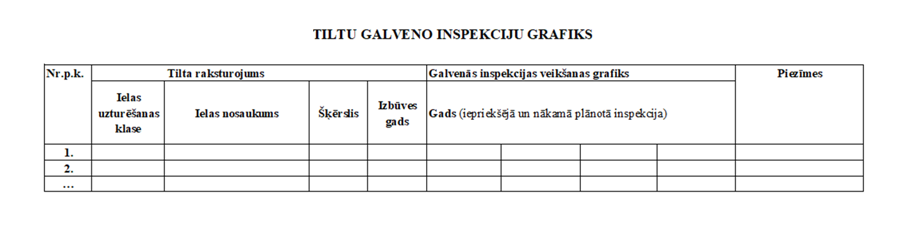 TILTU GALVENO INSPEKCIJU GRAFIKS
Nr.p.k. Tilta raksturojums Galvenās inspekcijas veikšanas grafiks Piezīmes
Ielas uzturēšanas klase Ielas nosaukums Šķērslis Izbūves gads Gads (iepriekšējā un nākamā plānotā inspekcija)
1.
2.
...